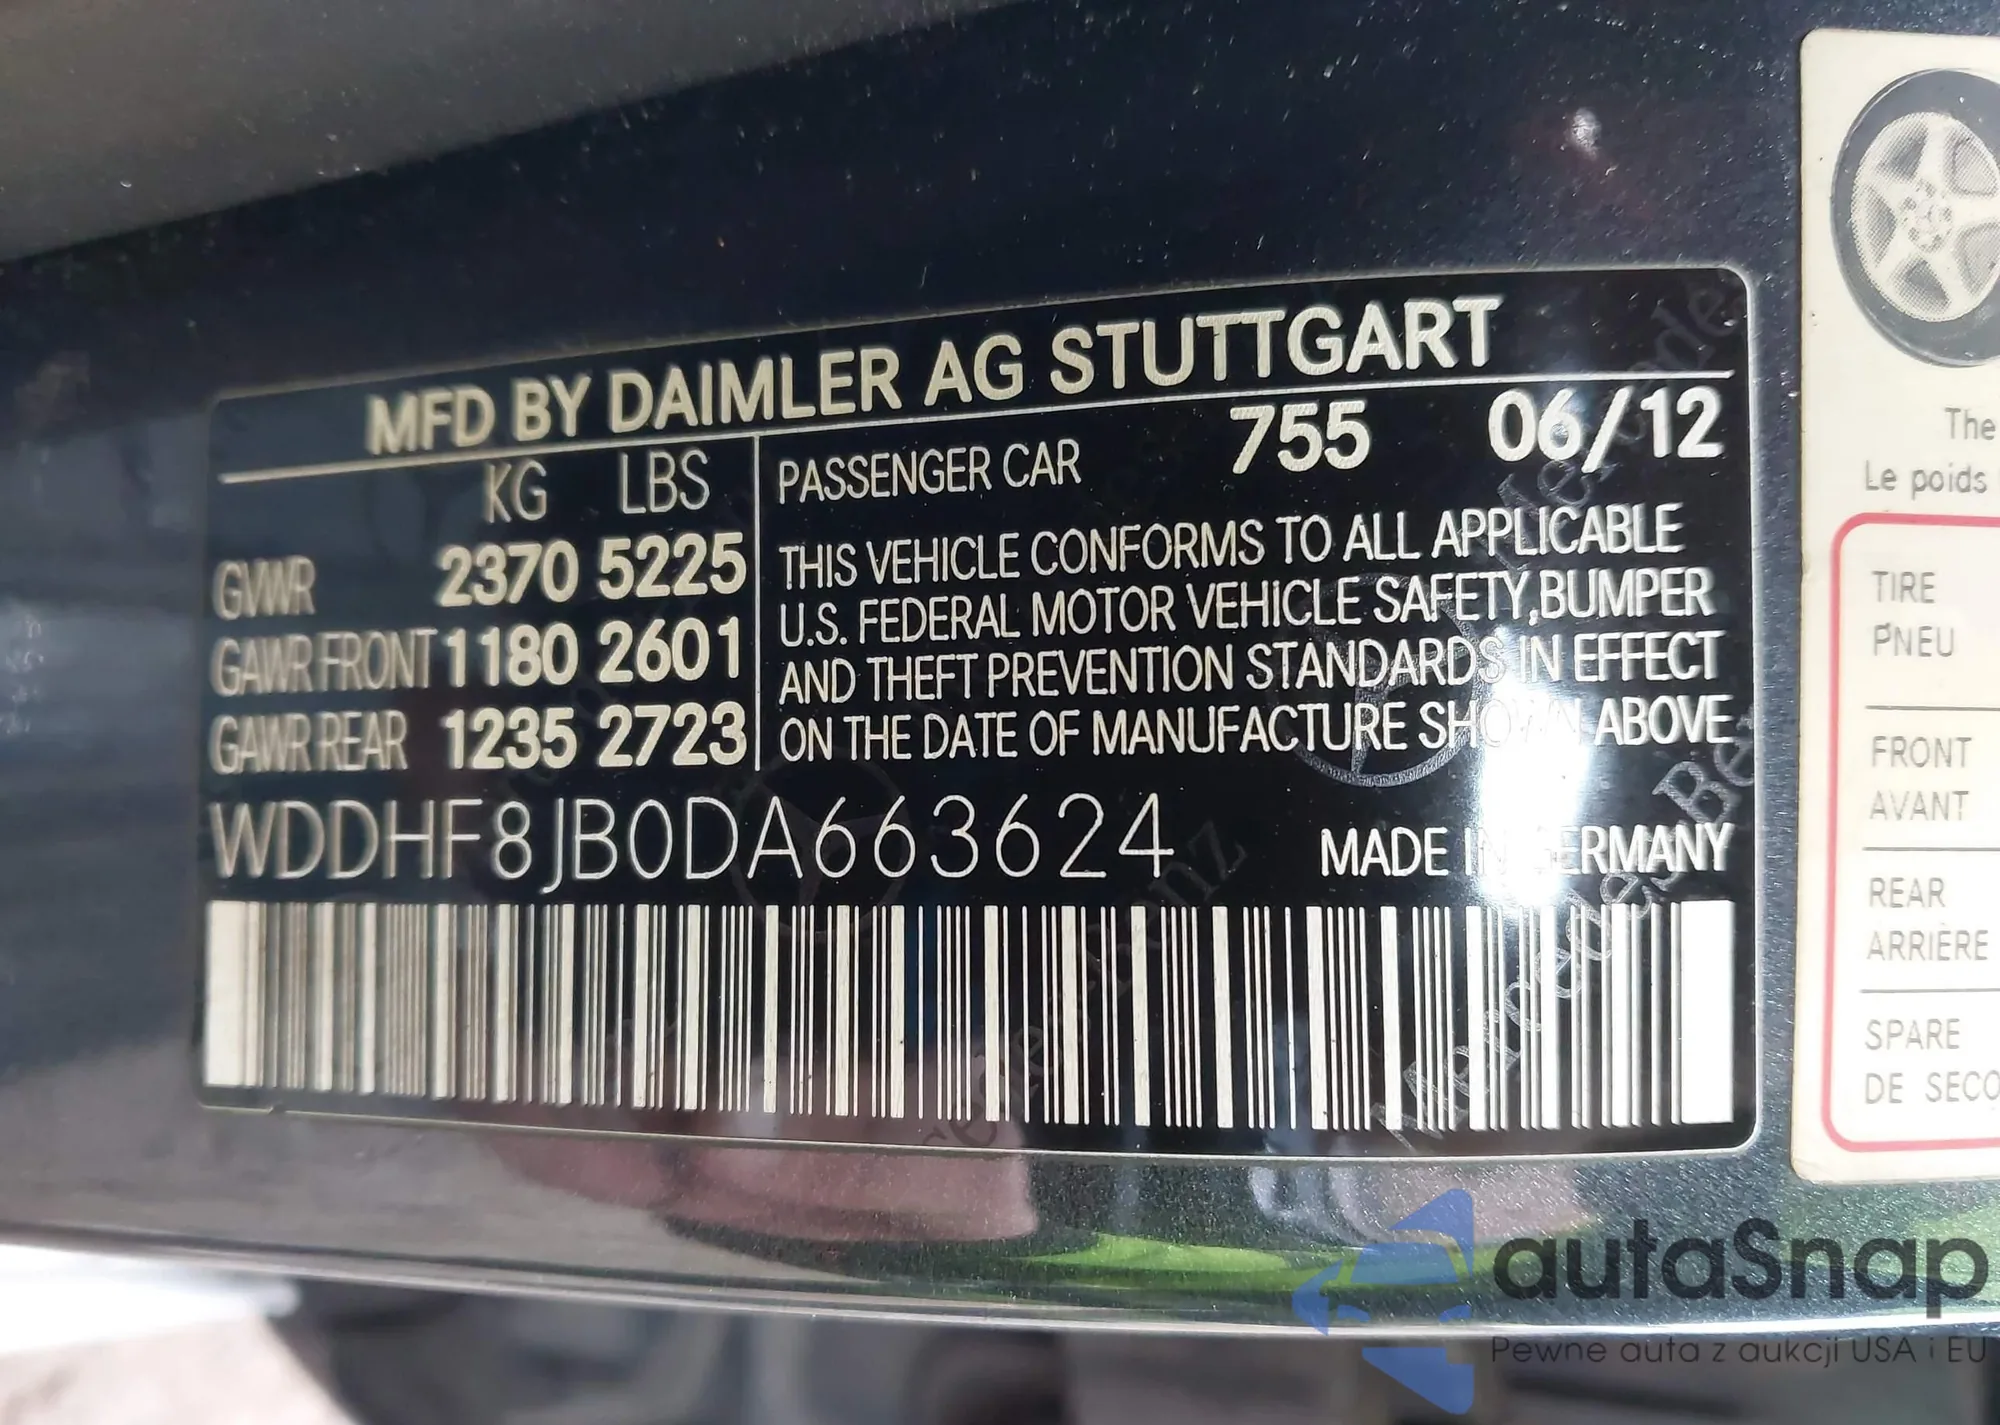 MFD BY DAIMLER AG STUTTGART
KG LBS
GVWR 2370 5225
GAWR FRONT 1180 2601
GAWR REAR 1235 2723
PASSENGER CAR 755 06/12
THIS VEHICLE CONFORMS TO ALL APPLICABLE
U.S. FEDERAL MOTOR VEHICLE SAFETY,BUMPER
AND THEFT PREVENTION STANDARDS IN EFFECT
ON THE DATE OF MANUFACTURE SHOWN ABOVE
WDDHF8JB0DA663624
MADE IN GERMANY
Mercedes-Benz
The
Le poids
TIRE
PNEU
FRONT
AVANT
REAR
ARRIÈRE
SPARE
DE SECO
autaSnap
Pewne auta z aukcji USA i EU